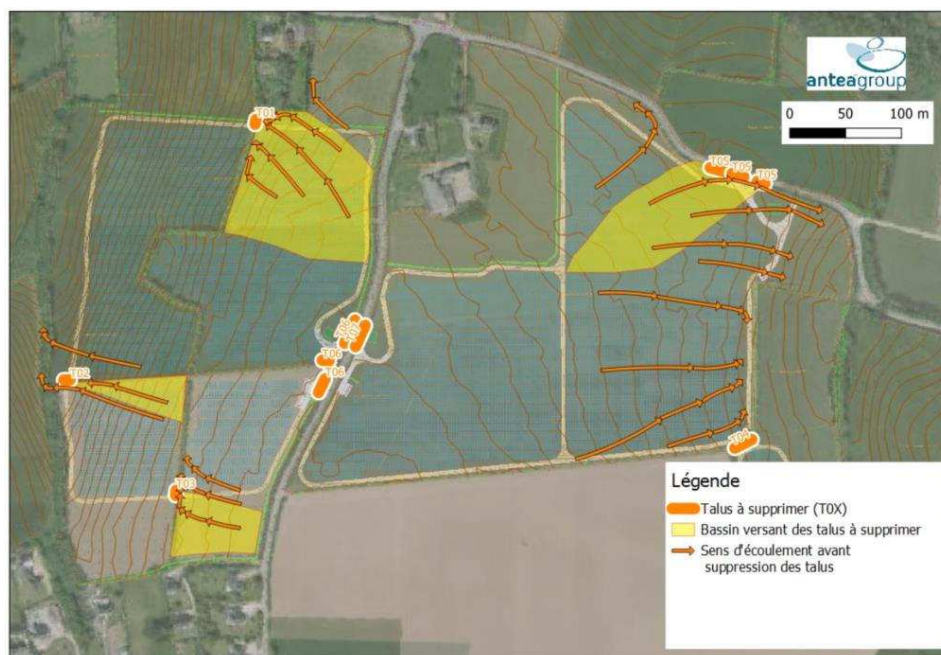 anteagroup
0 50 100 m
T01
T05
T05
T05
T06
T06
T02
T04
T03
Légende
Talus à supprimer (T0X)
Bassin versant des talus à supprimer
Sens d'écoulement avant
suppression des talus